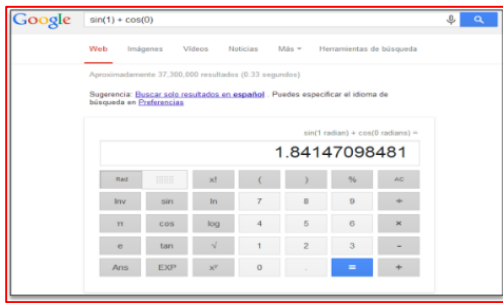 Google sin(1) + cos(0)
Web Imágenes Vídeos Noticias Más Herramientas de búsqueda
Aproximadamente 37,300,000 resultados (0.33 segundos)
Sugerencia: Buscar solo resultados en español . Puedes especificar el idioma de
búsqueda en Preferencias
sin(1 radian) + cos(0 radians) =
1.84147098481
Rad x! ( ) % AC
Inv sin ln 7 8 9 ÷
π cos log 4 5 6 ×
e tan √ 1 2 3 -
Ans EXP xʸ 0 . = +